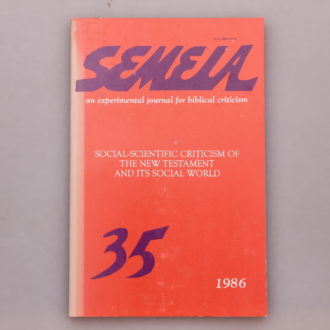 SEMEIA
an experimental journal for biblical criticism
SOCIAL-SCIENTIFIC CRITICISM OF
THE NEW TESTAMENT
AND ITS SOCIAL WORLD
35
1986